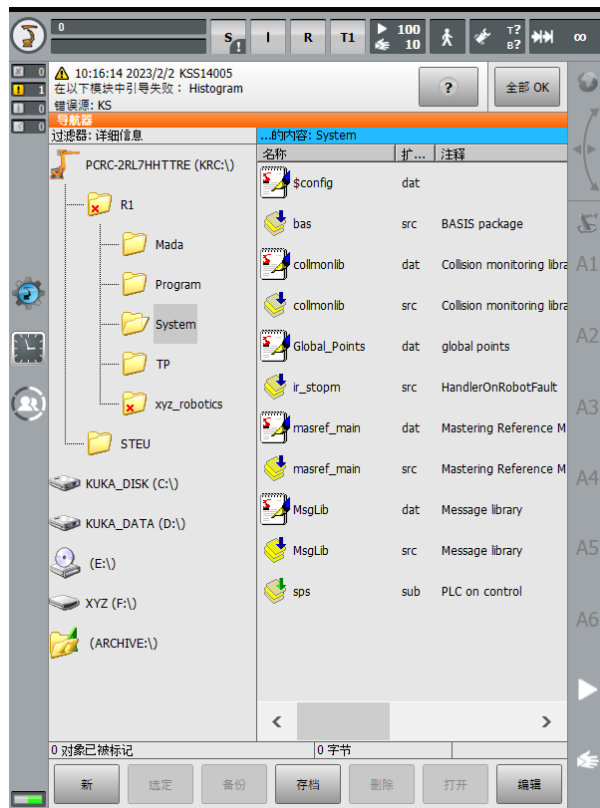 0
S I R T1 100 10 T? B? ∞
0
1
0
0
10:16:14 2023/2/2 KSS14005
在以下模块中引导失败： Histogram
错误源: KS
? 全部 OK
导航器
过滤器: 详细信息
...的内容: System
名称 扩... 注释
PCRC-2RL7HHTTRE (KRC:\)
R1
Mada
Program
System
TP
xyz_robotics
STEU
KUKA_DISK (C:\)
KUKA_DATA (D:\)
(E:\)
XYZ (F:\)
(ARCHIVE:\)
$config dat
bas src BASIS package
collmonlib dat Collision monitoring libra
collmonlib src Collision monitoring libra
Global_Points dat global points
ir_stopm src HandlerOnRobotFault
masref_main dat Mastering Reference M
masref_main src Mastering Reference M
MsgLib dat Message library
MsgLib src Message library
sps sub PLC on control
A1
A2
A3
A4
A5
A6
0 对象已被标记 0 字节
新 选定 备份 存档 删除 打开 编辑